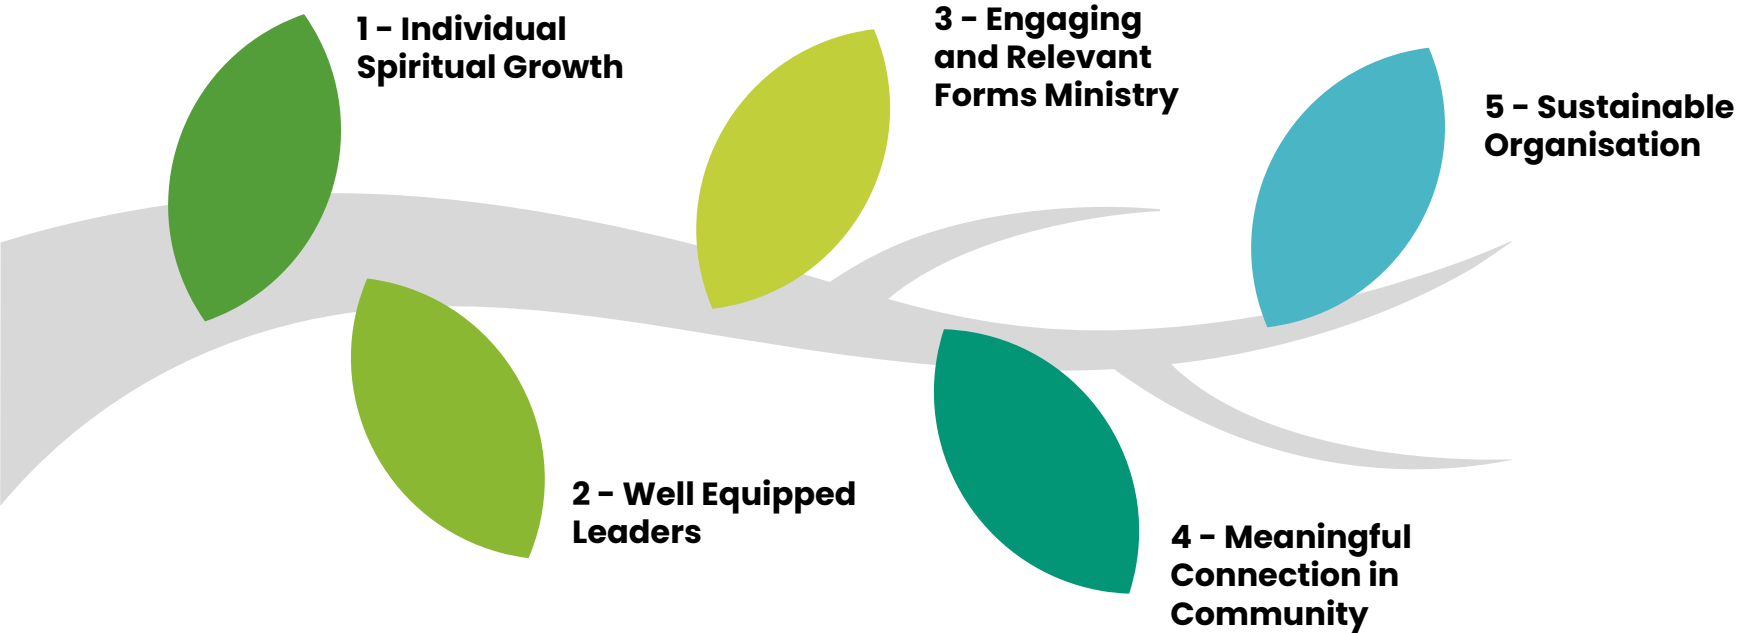 1 – Individual
Spiritual Growth
2 – Well Equipped
Leaders
3 – Engaging
and Relevant
Forms Ministry
4 – Meaningful
Connection in
Community
5 – Sustainable
Organisation